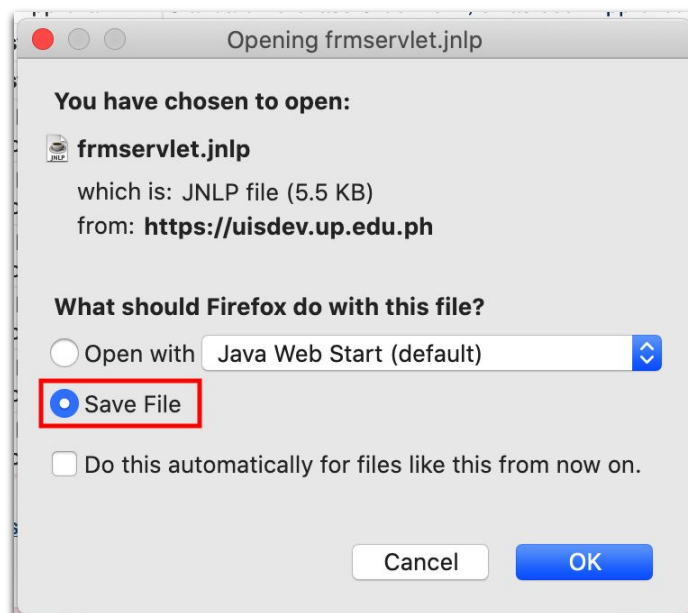 Opening frmservlet.jnlp
You have chosen to open:
JNLP
frmservlet.jnlp
which is: JNLP file (5.5 KB)
from: https://uisdev.up.edu.ph
What should Firefox do with this file?
Open with Java Web Start (default)
Save File
Do this automatically for files like this from now on.
Cancel OK